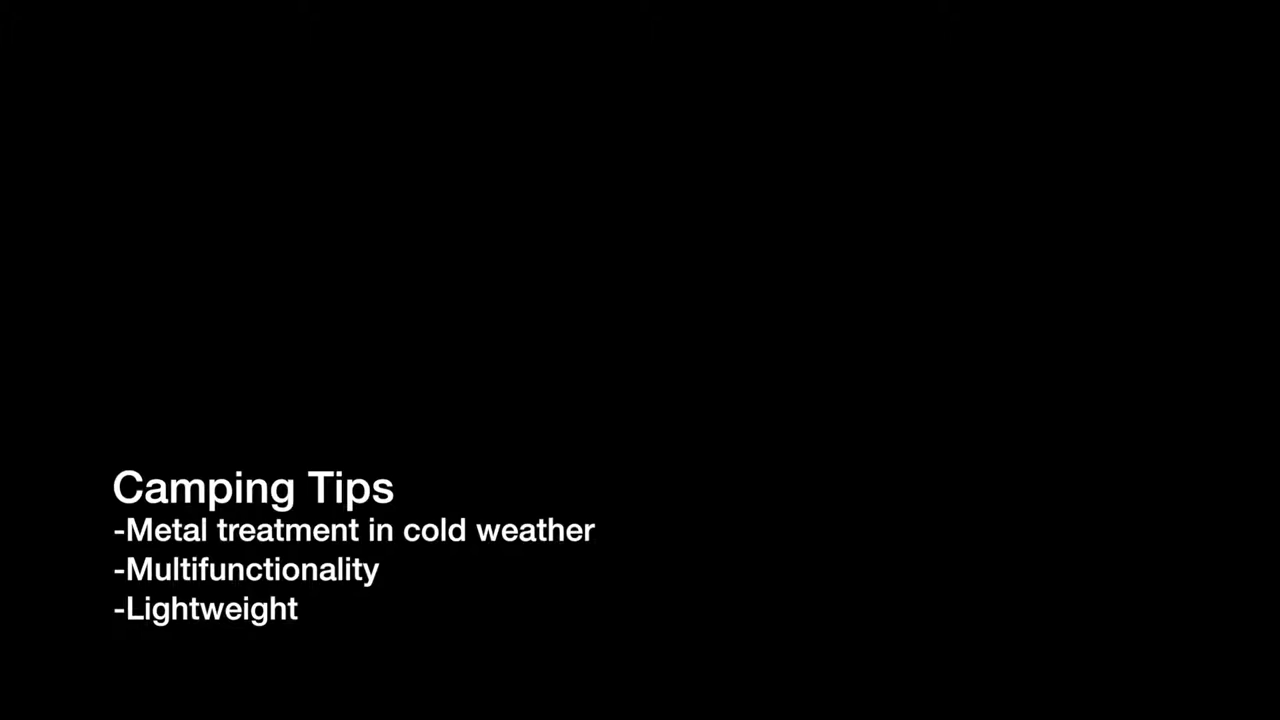 Camping Tips
-Metal treatment in cold weather
-Multifunctionality
-Lightweight